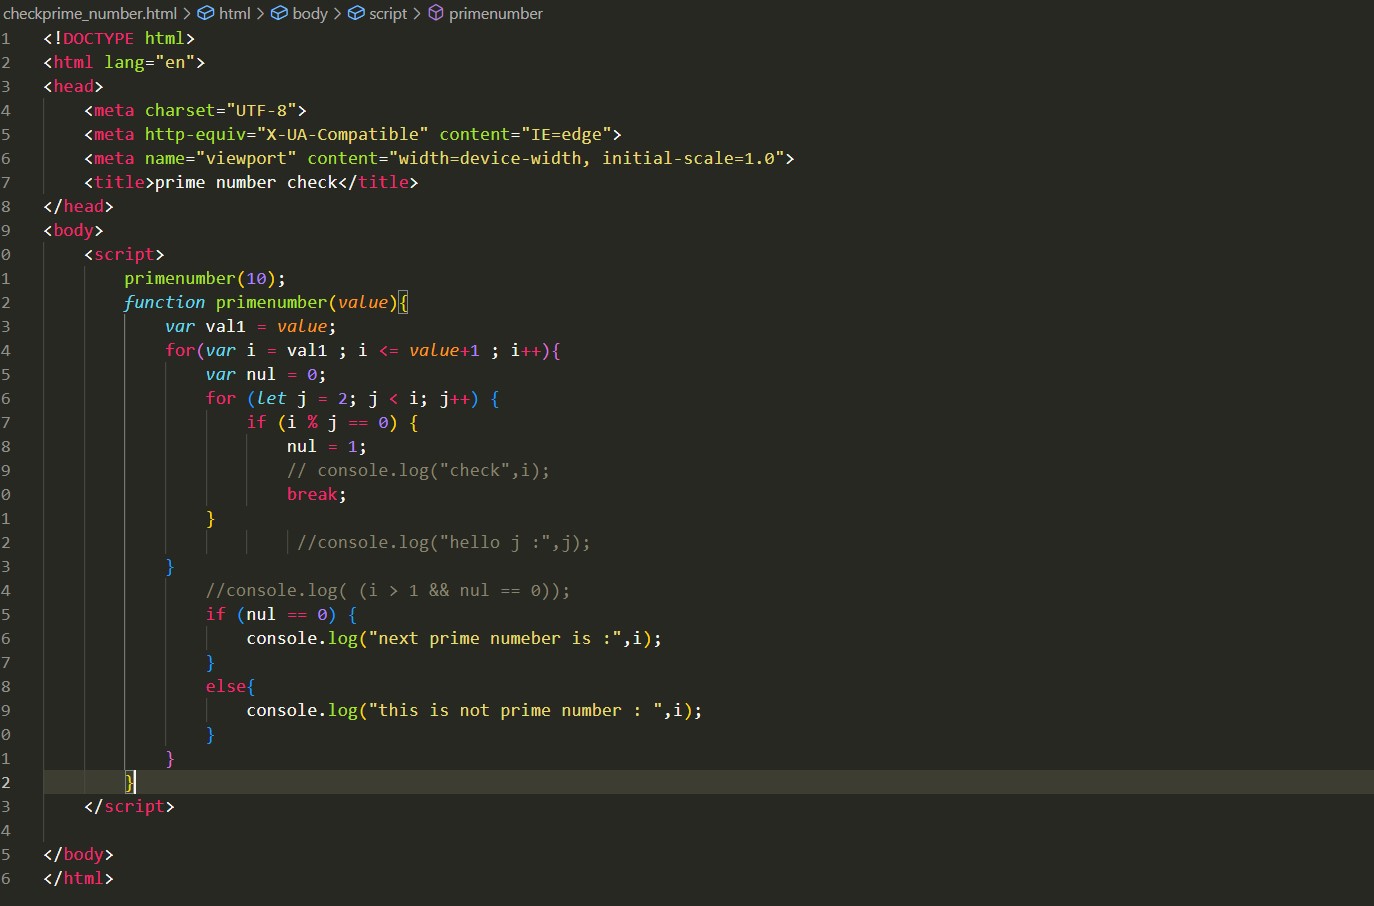 checkprime_number.html > html > body > script > primenumber
1 <!DOCTYPE html>
2 <html lang="en">
3 <head>
4     <meta charset="UTF-8">
5     <meta http-equiv="X-UA-Compatible" content="IE=edge">
6     <meta name="viewport" content="width=device-width, initial-scale=1.0">
7     <title>prime number check</title>
8 </head>
9 <body>
0     <script>
1         primenumber(10);
2         function primenumber(value){
3             var val1 = value;
4             for(var i = val1 ; i <= value+1 ; i++){
5                 var nul = 0;
6                 for (let j = 2; j < i; j++) {
7                     if (i % j == 0) {
8                         nul = 1;
9                         // console.log("check",i);
0                         break;
1                 }
2                          //console.log("hello j :",j);
3             }
4                 //console.log( (i > 1 && nul == 0));
5                 if (nul == 0) {
6                     console.log("next prime numeber is :",i);
7                 }
8                 else{
9                     console.log("this is not prime number : ",i);
0                 }
1             }
2         }
3     </script>
4
5 </body>
6 </html>